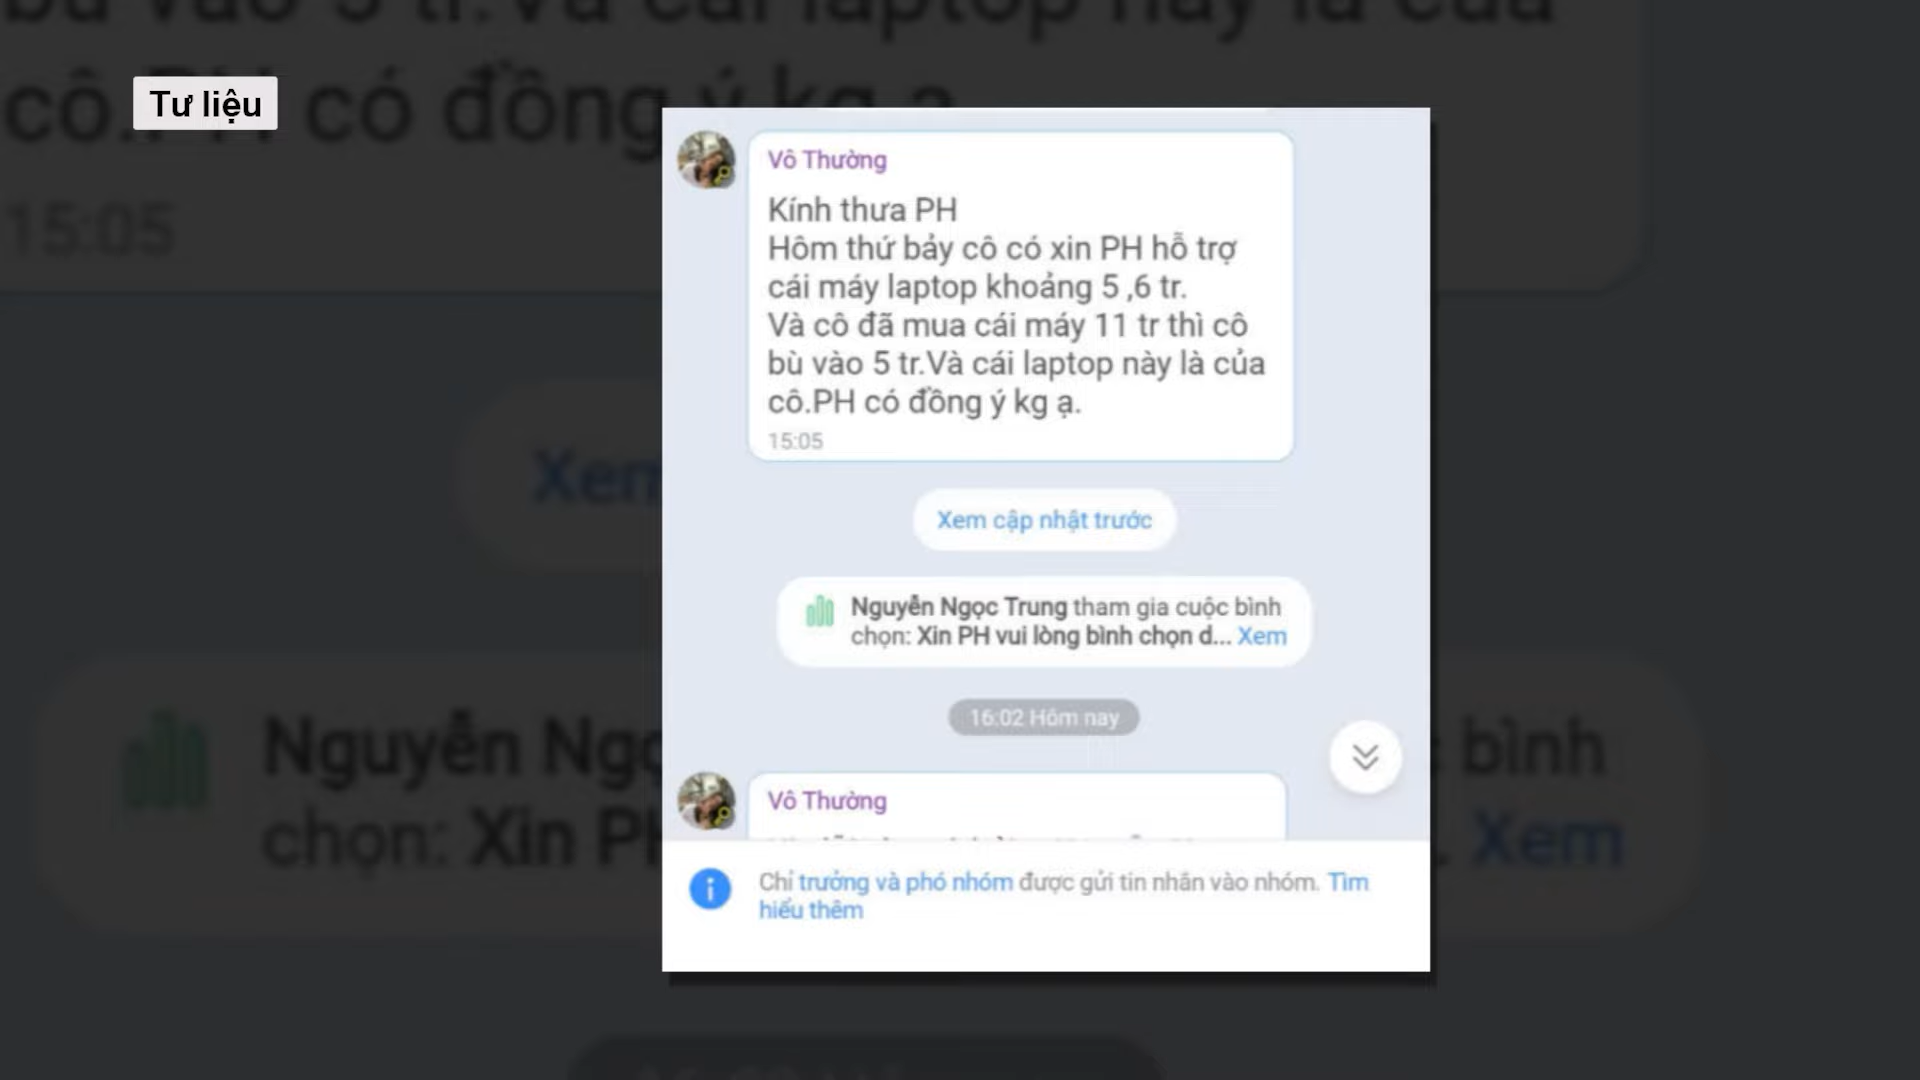 Tư liệu
Vô Thường
Kính thưa PH
Hôm thứ bảy cô có xin PH hỗ trợ
cái máy laptop khoảng 5 ,6 tr.
Và cô đã mua cái máy 11 tr thì cô
bù vào 5 tr.Và cái laptop này là của
cô.PH có đồng ý kg ạ.
15:05
Xem cập nhật trước
Nguyễn Ngọc Trung tham gia cuộc bình
chọn: Xin PH vui lòng bình chọn d... Xem
16:02 Hôm nay
Vô Thường
Chỉ trưởng và phó nhóm được gửi tin nhắn vào nhóm. Tìm
hiểu thêm